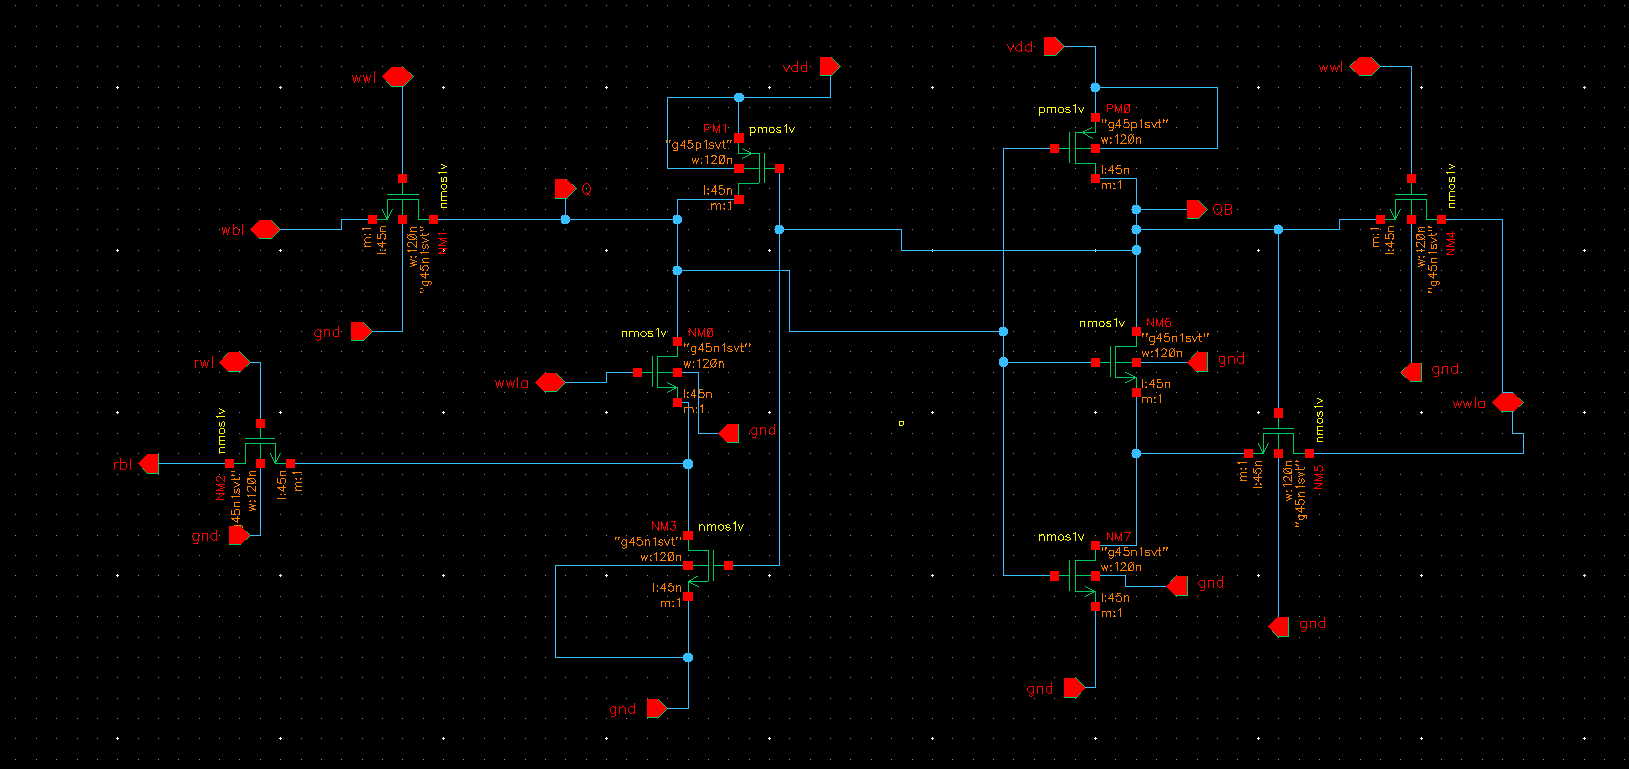 wwl
wbl
nmos1v
NM1
m:1
l:45n
w:120n
"g45n1svt"
gnd
Q
vdd
PM1
pmos1v
"g45p1svt"
w:120n
l:45n
m:1
nmos1v
NM0
"g45n1svt"
w:120n
l:45n
m:1
gnd
rwl
rbl
nmos1v
NM2
w:120n
l:45n
m:1
gnd
NM3
nmos1v
"g45n1svt"
w:120n
l:45n
m:1
gnd
vdd
pmos1v
PM0
"g45p1svt"
w:120n
l:45n
m:1
QB
nmos1v
NM6
"g45n1svt"
w:120n
l:45n
m:1
gnd
nmos1v
NM7
"g45n1svt"
w:120n
l:45n
m:1
gnd
gnd
wwl
nmos1v
NM4
m:1
l:45n
w:120n
"g45n1svt"
gnd
nmos1v
NM5
m:1
l:45n
w:120n
"g45n1svt"
gnd